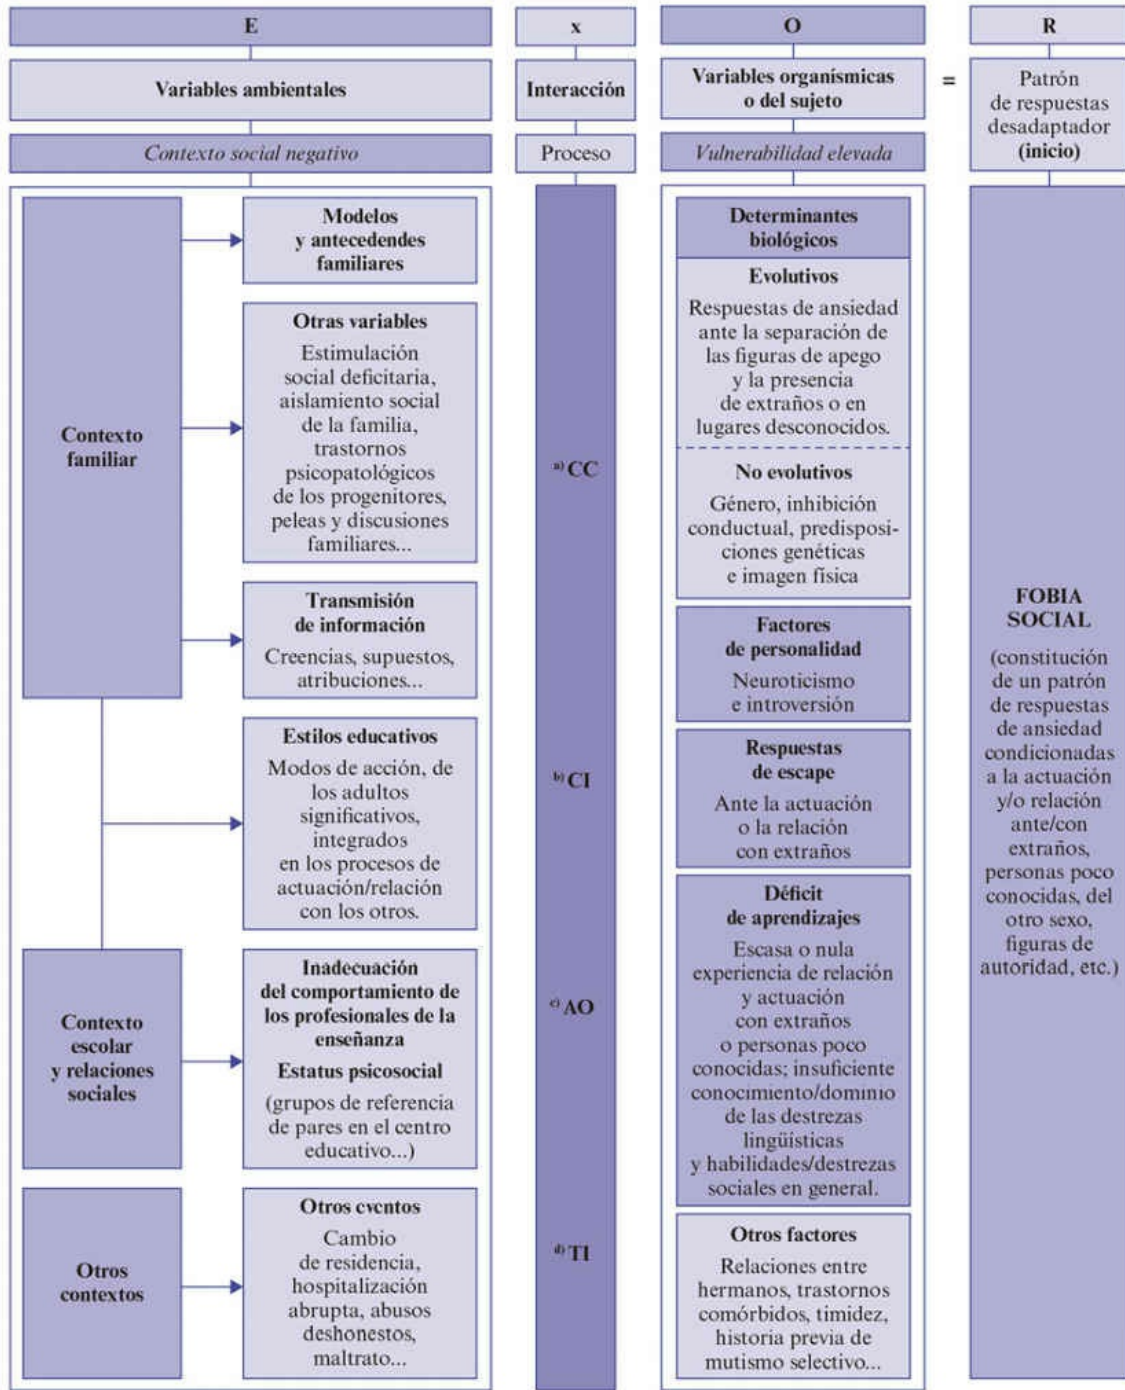 E
Variables ambientales
Contexto social negativo
Contexto
familiar
Modelos
y antecedendes
familiares
Otras variables
Estimulación
social deficitaria,
aislamiento social
de la familia,
trastornos
psicopatológicos
de los progenitores,
peleas y discusiones
familiares...
Transmisión
de información
Creencias, supuestos,
atribuciones...
Estilos educativos
Modos de acción, de
los adultos
significativos,
integrados
en los procesos de
actuación/relación
con los otros.
Contexto
escolar
y relaciones
sociales
Inadecuación
del comportamiento de
los profesionales de la
enseñanza
Estatus psicosocial
(grupos de referencia
de pares en el centro
educativo...)
Otros
contextos
Otros eventos
Cambio
de residencia,
hospitalización
abrupta, abusos
deshonestos,
maltrato...
x
Interacción
Proceso
a) CC
b) CI
c) AO
d) TI
O
Variables organísmicas
o del sujeto
Vulnerabilidad elevada
Determinantes
biológicos
Evolutivos
Respuestas de ansiedad
ante la separación de
las figuras de apego
y la presencia
de extraños o en
lugares desconocidos.
No evolutivos
Género, inhibición
conductual, predisposi-
ciones genéticas
e imagen física
Factores
de personalidad
Neuroticismo
e introversión
Respuestas
de escape
Ante la actuación
o la relación
con extraños
Déficit
de aprendizajes
Escasa o nula
experiencia de relación
y actuación
con extraños
o personas poco
conocidas; insuficiente
conocimiento/dominio
de las destrezas
lingüísticas
y habilidades/destrezas
sociales en general.
Otros factores
Relaciones entre
hermanos, trastornos
comórbidos, timidez,
historia previa de
mutismo selectivo...
=
R
Patrón
de respuestas
desadaptador
(inicio)
FOBIA
SOCIAL
(constitución
de un patrón
de respuestas
de ansiedad
condicionadas
a la actuación
y/o relación
ante/con
extraños,
personas poco
conocidas, del
otro sexo,
figuras de
autoridad, etc.)